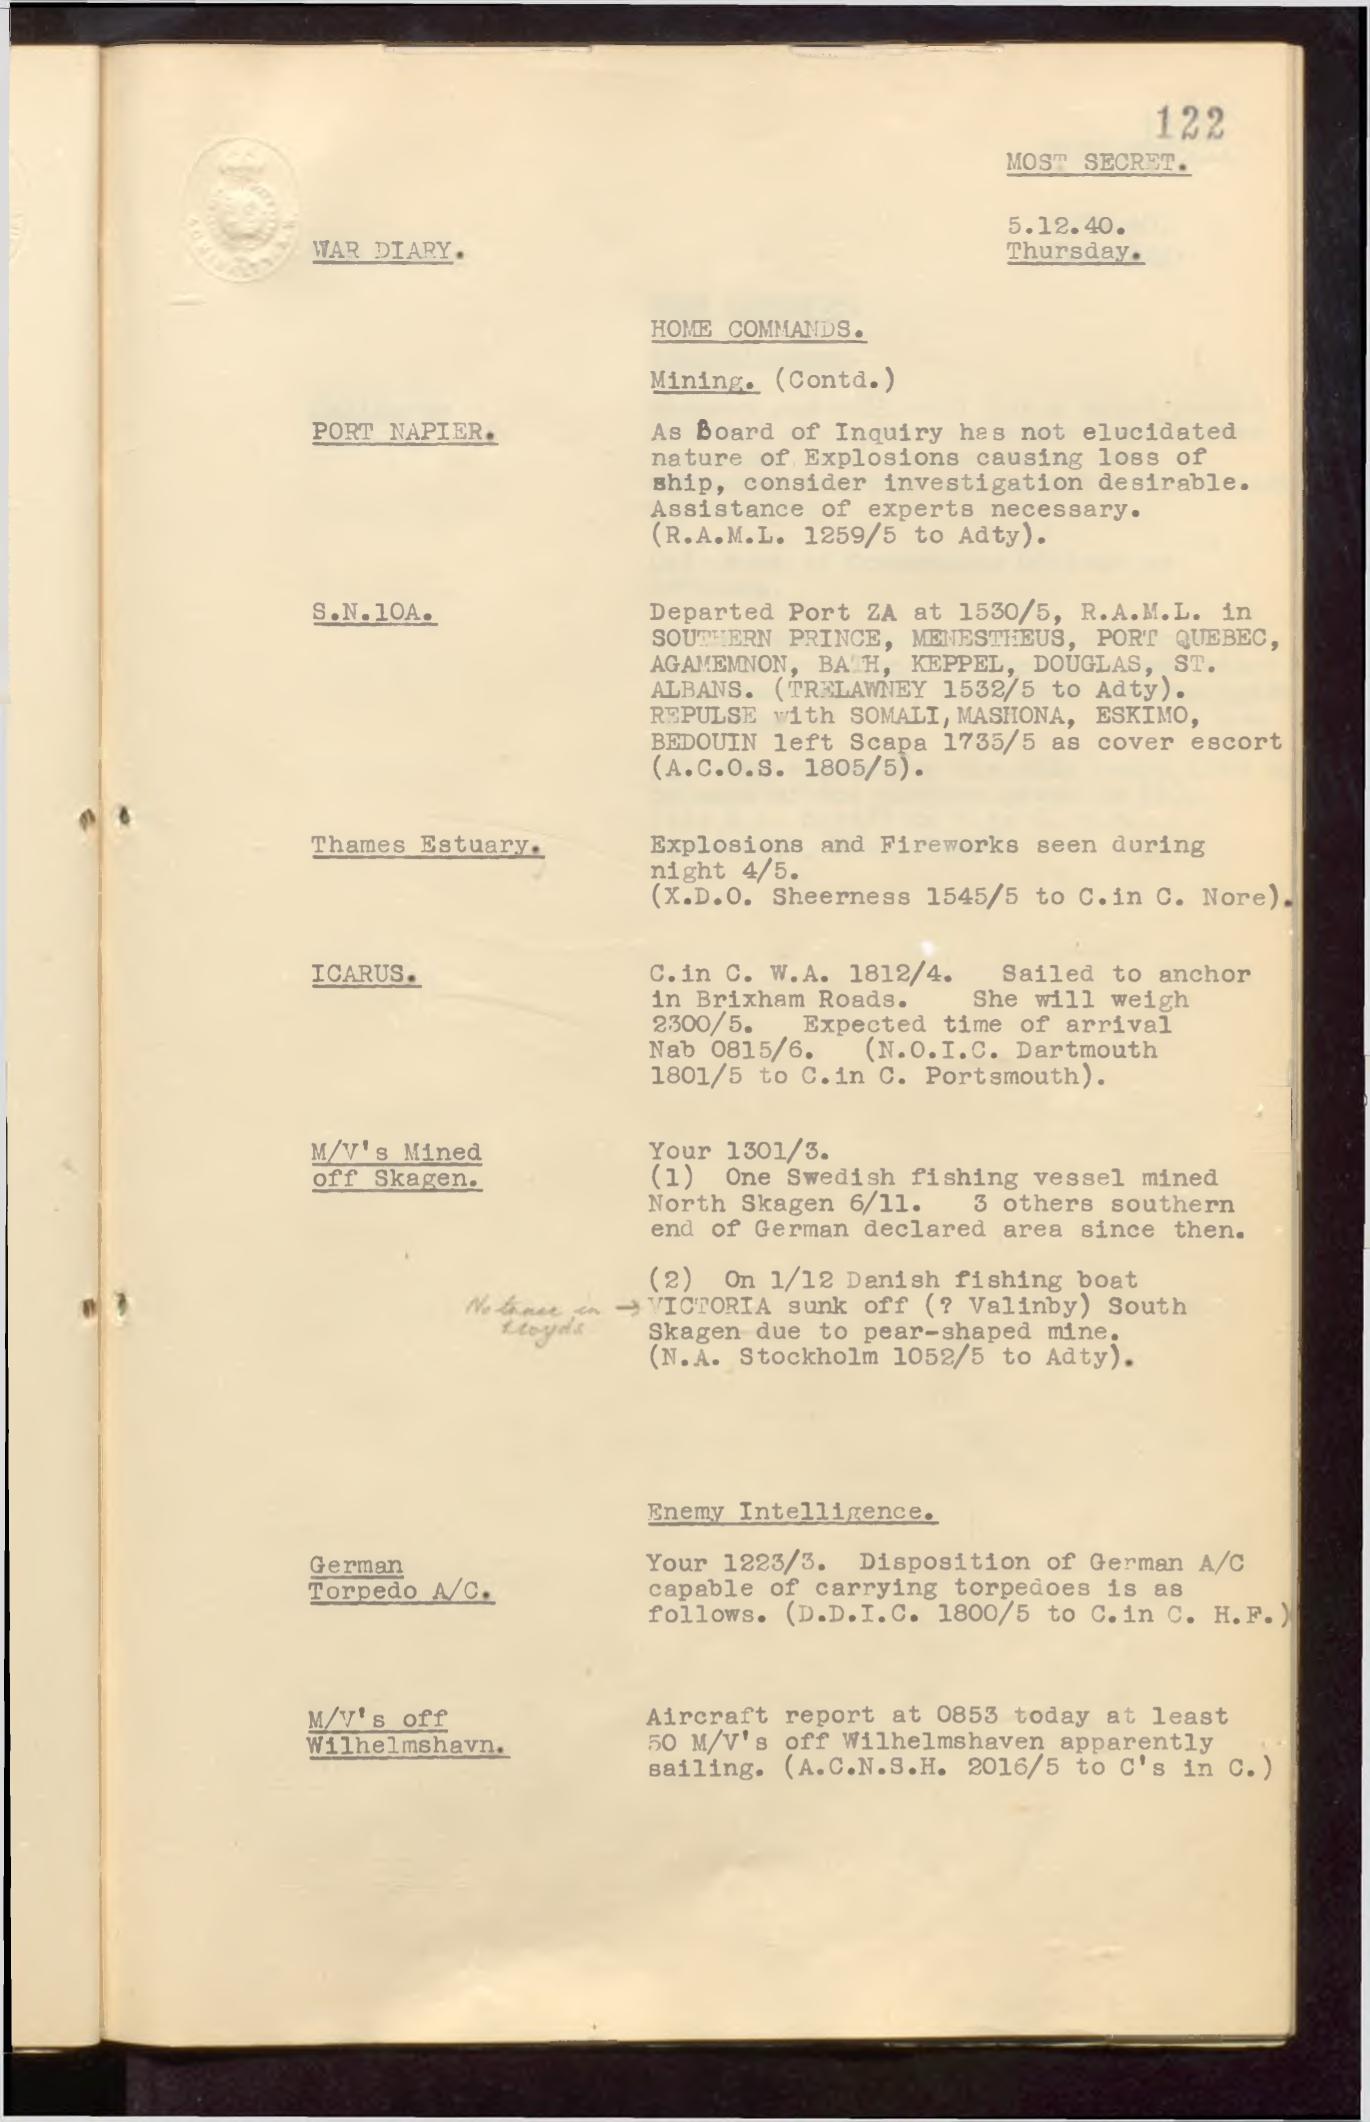 122
MOST SECRET.
5.12.40.
WAR DIARY.
Thursday.
HOME COMMANDS.
Mining. (Contd.)
PORT NAPIER.
As Board of Inquiry has not elucidated
nature of Explosions causing loss of
ship, consider investigation desirable.
Assistance of experts necessary.
(R.A.M.L. 1259/5 to Adty).
S.N.10A.
Departed Port ZA at 1530/5, R.A.M.L. in
SOUTHERN PRINCE, MENESTHEUS, PORT QUEBEC,
AGAMEMNON, BATH, KEPPEL, DOUGLAS, ST.
ALBANS. (TRELAWNEY 1532/5 to Adty).
REPULSE with SOMALI, MASHONA, ESKIMO,
BEDOUIN left Scapa 1735/5 as cover escort
(A.C.O.S. 1805/5).
Thames Estuary.
Explosions and Fireworks seen during
night 4/5.
(X.D.O. Sheerness 1545/5 to C.in C. Nore).
ICARUS.
C.in C. W.A. 1812/4. Sailed to anchor
in Brixham Roads. She will weigh
2300/5. Expected time of arrival
Nab 0815/6. (N.O.I.C. Dartmouth
1801/5 to C.in C. Portsmouth).
M/V's Mined
off Skagen.
Your 1301/3.
(1) One Swedish fishing vessel mined
North Skagen 6/11. 3 others southern
end of German declared area since then.
(2) On 1/12 Danish fishing boat
No trace in → VICTORIA sunk off (? Valinby) South
Lloyds
Skagen due to pear-shaped mine.
(N.A. Stockholm 1052/5 to Adty).
Enemy Intelligence.
German
Torpedo A/C.
Your 1223/3. Disposition of German A/C
capable of carrying torpedoes is as
follows. (D.D.I.C. 1800/5 to C.in C. H.F.)
M/V's off
Wilhelmshavn.
Aircraft report at 0853 today at least
50 M/V's off Wilhelmshaven apparently
sailing. (A.C.N.S.H. 2016/5 to C's in C.)